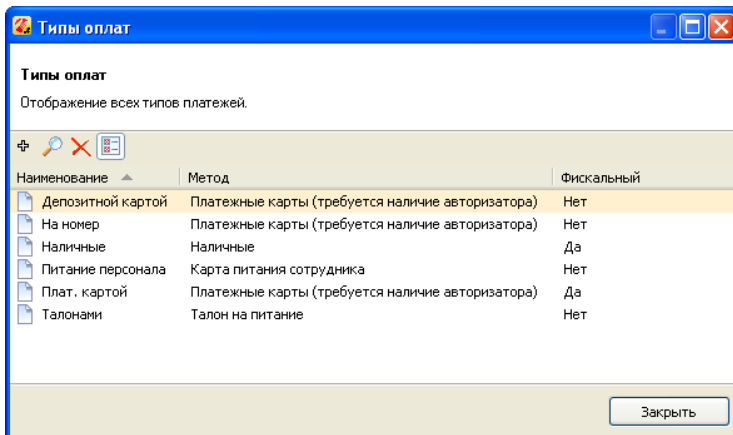 Типы оплат
Типы оплат
Отображение всех типов платежей.
Наименование Метод Фискальный
Депозитной картой Платежные карты (требуется наличие авторизатора) Нет
На номер Платежные карты (требуется наличие авторизатора) Нет
Наличные Наличные Да
Питание персонала Карта питания сотрудника Нет
Плат. картой Платежные карты (требуется наличие авторизатора) Да
Талонами Талон на питание Нет
Закрыть